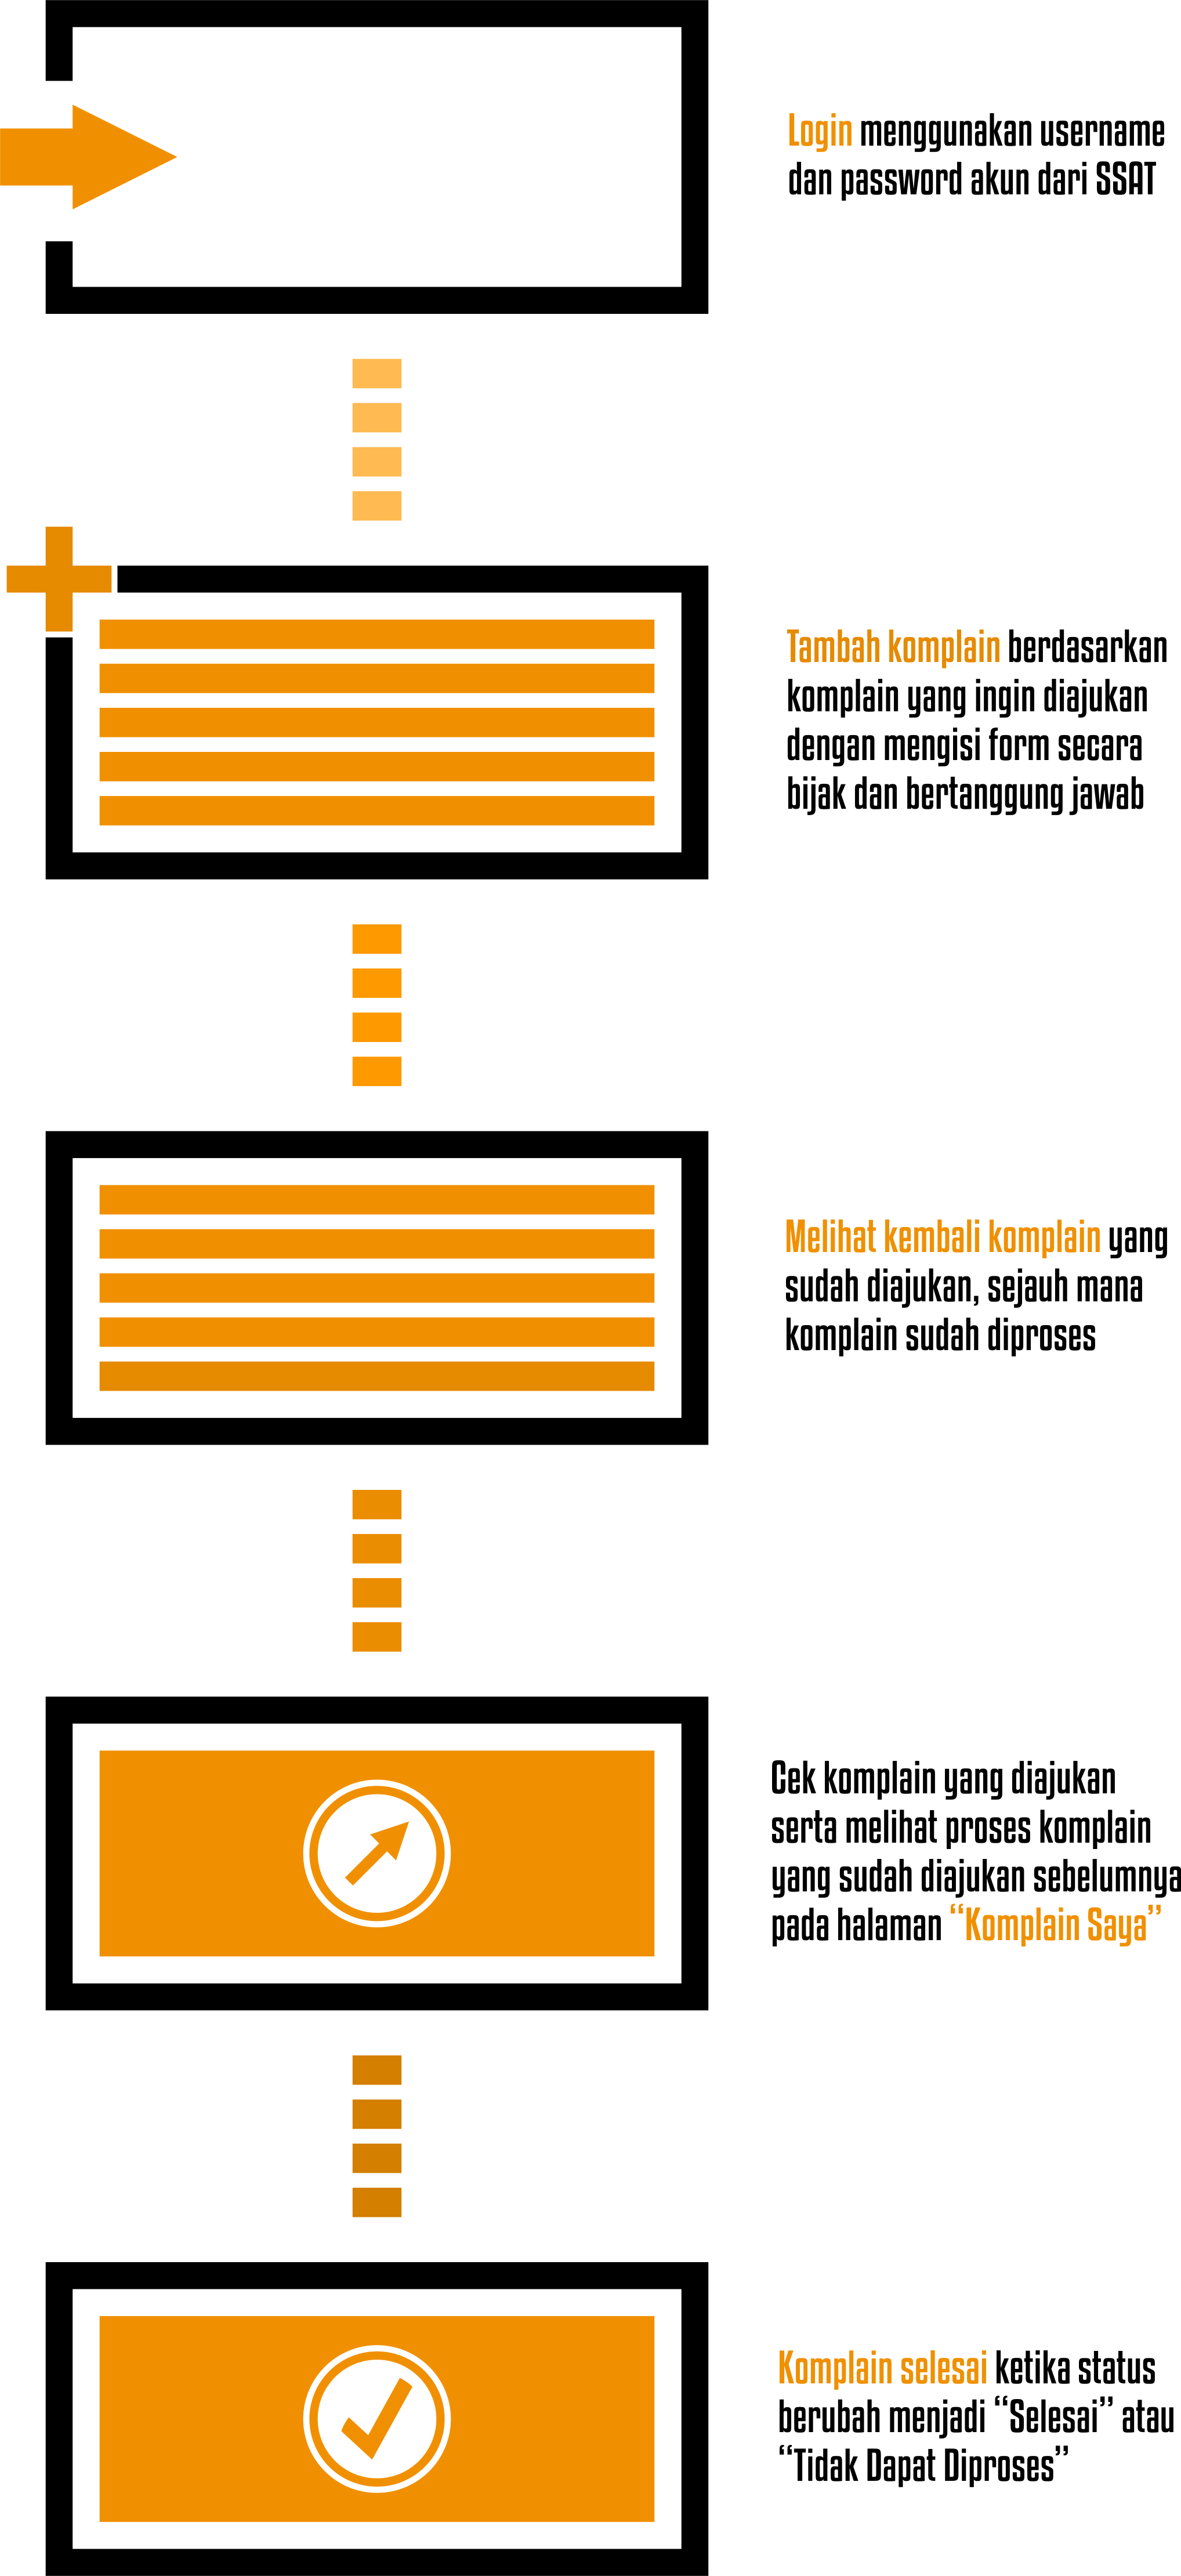 Login menggunakan username
dan password akun dari SSAT
Tambah komplain berdasarkan
komplain yang ingin diajukan
dengan mengisi form secara
bijak dan bertanggung jawab
Melihat kembali komplain yang
sudah diajukan, sejauh mana
komplain sudah diproses
Cek komplain yang diajukan
serta melihat proses komplain
yang sudah diajukan sebelumnya
pada halaman “Komplain Saya”
Komplain selesai ketika status
berubah menjadi “Selesai” atau
“Tidak Dapat Diproses”